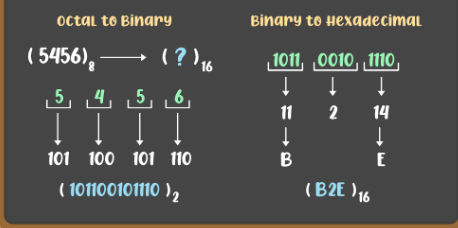 Octal to Binary
(5456)8 → (?)16
5 4 5 6
101 100 101 110
(101100101110)2
Binary to Hexadecimal
1011 0010 1110
11 2 14
B E
(B2E)16